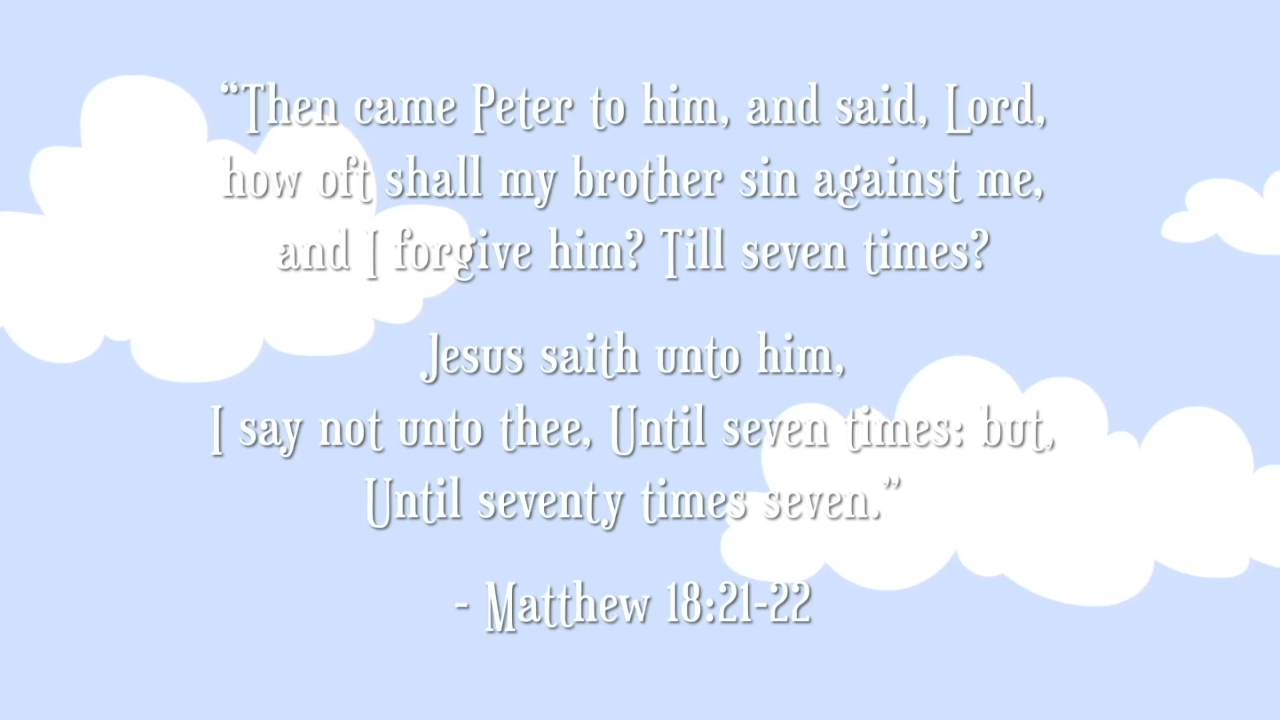 “Then came Peter to him, and said, Lord,
how oft shall my brother sin against me,
and I forgive him? Till seven times?
Jesus saith unto him,
I say not unto thee, Until seven times: but,
Until seventy times seven.”
- Matthew 18:21-22